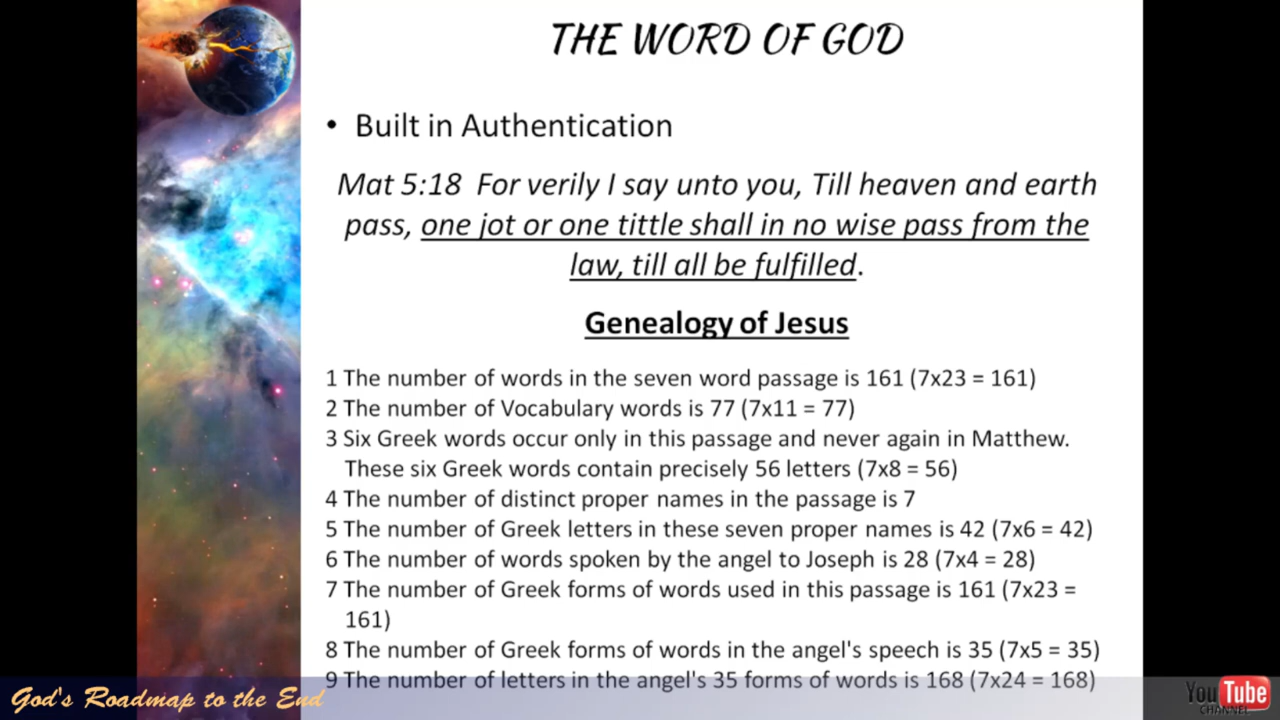 THE WORD OF GOD
• Built in Authentication
Mat 5:18 For verily I say unto you, Till heaven and earth
pass, one jot or one tittle shall in no wise pass from the
law, till all be fulfilled.
Genealogy of Jesus
1 The number of words in the seven word passage is 161 (7x23 = 161)
2 The number of Vocabulary words is 77 (7x11 = 77)
3 Six Greek words occur only in this passage and never again in Matthew.
These six Greek words contain precisely 56 letters (7x8 = 56)
4 The number of distinct proper names in the passage is 7
5 The number of Greek letters in these seven proper names is 42 (7x6 = 42)
6 The number of words spoken by the angel to Joseph is 28 (7x4 = 28)
7 The number of Greek forms of words used in this passage is 161 (7x23 =
161)
8 The number of Greek forms of words in the angel's speech is 35 (7x5 = 35)
9 The number of letters in the angel's 35 forms of words is 168 (7x24 = 168)
God's Roadmap to the End
YouTube
CHANNEL